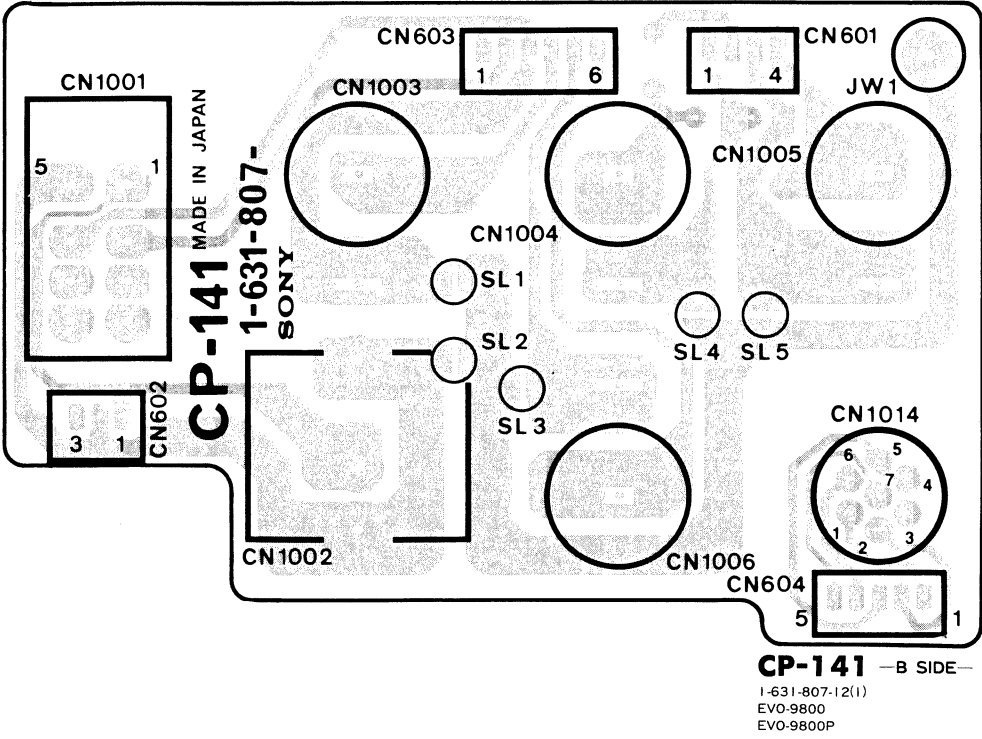 CN603
1 6
CN601
1 4
CN1001
5 1
CN1003
JW1
CN1005
CN1004
CP-141 MADE IN JAPAN
1-631-807-
SONY
SL1
SL2
SL3
SL4
SL5
CN602
3 1
CN1002
CN1006
CN1014
6
5
7
4
1
2
3
CN604
5 1
CP-141 —B SIDE—
1-631-807-12(1)
EVO-9800
EVO-9800P